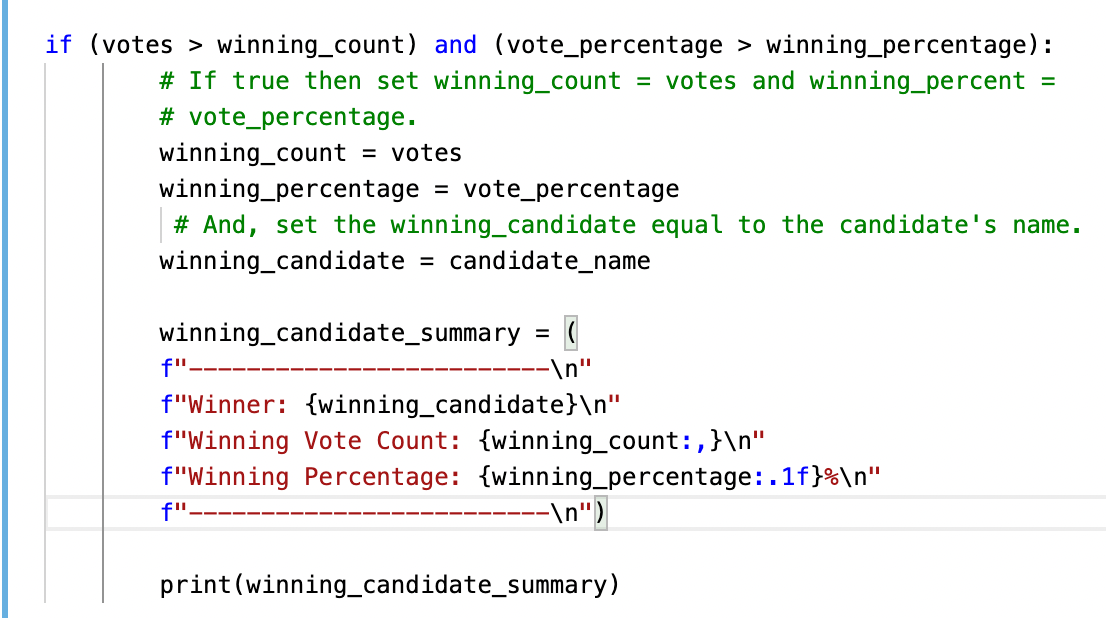 if (votes > winning_count) and (vote_percentage > winning_percentage):
# If true then set winning_count = votes and winning_percent =
# vote_percentage.
winning_count = votes
winning_percentage = vote_percentage
# And, set the winning_candidate equal to the candidate's name.
winning_candidate = candidate_name
winning_candidate_summary = (
f"-------------------------\n"
f"Winner: {winning_candidate}\n"
f"Winning Vote Count: {winning_count:,}\n"
f"Winning Percentage: {winning_percentage:.1f}%\n"
f"-------------------------\n")
print(winning_candidate_summary)